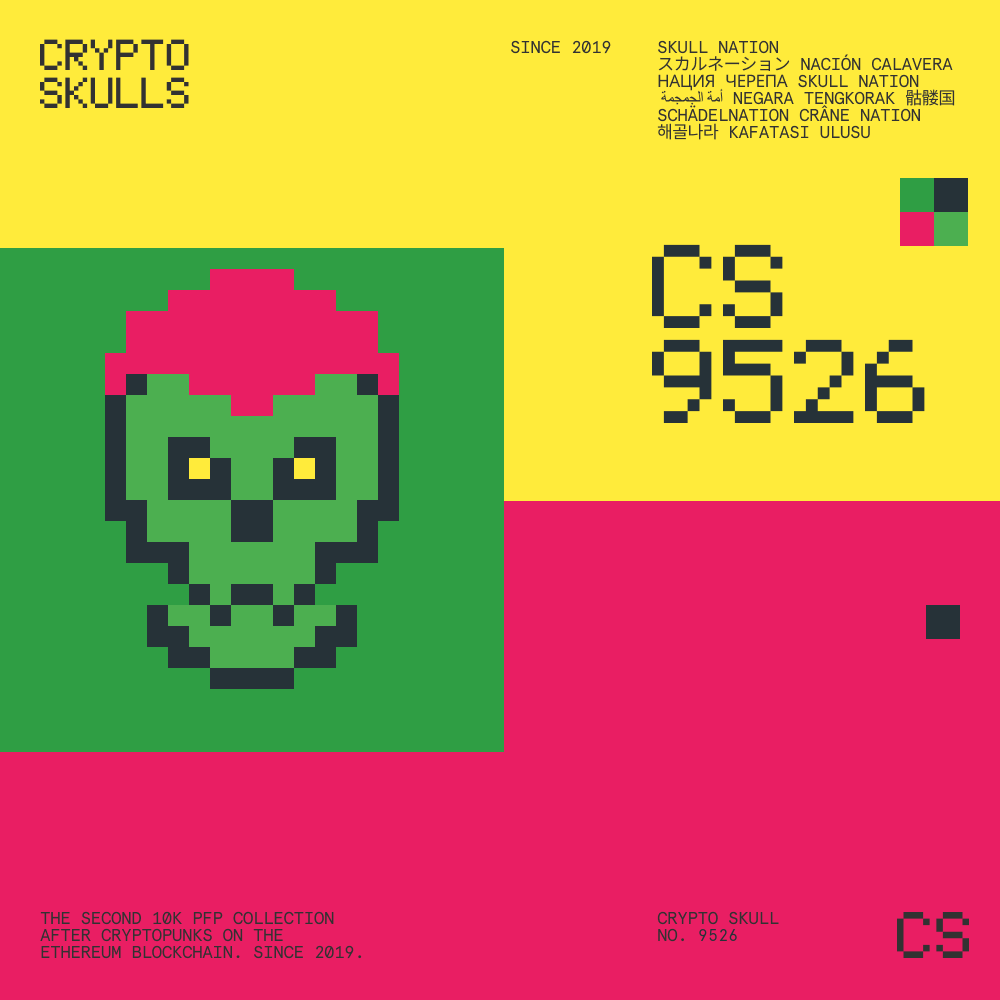 CRYPTO
SKULLS
SINCE 2019
SKULL NATION
スカルネーション NACIÓN CALAVERA
НАЦИЯ ЧЕРЕПА SKULL NATION
أمة الجمجمة NEGARA TENGKORAK 骷髅国
SCHÄDELNATION CRÂNE NATION
해골나라 KAFATASI ULUSU
CS
9526
THE SECOND 10K PFP COLLECTION
AFTER CRYPTOPUNKS ON THE
ETHEREUM BLOCKCHAIN. SINCE 2019.
CRYPTO SKULL
NO. 9526
CS